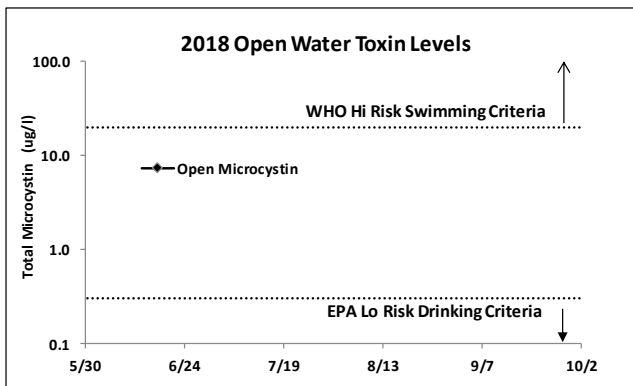 2018 Open Water Toxin Levels
Total Microcystin (ug/l)
100.0
10.0
1.0
0.1
WHO Hi Risk Swimming Criteria
Open Microcystin
EPA Lo Risk Drinking Criteria
5/30 6/24 7/19 8/13 9/7 10/2